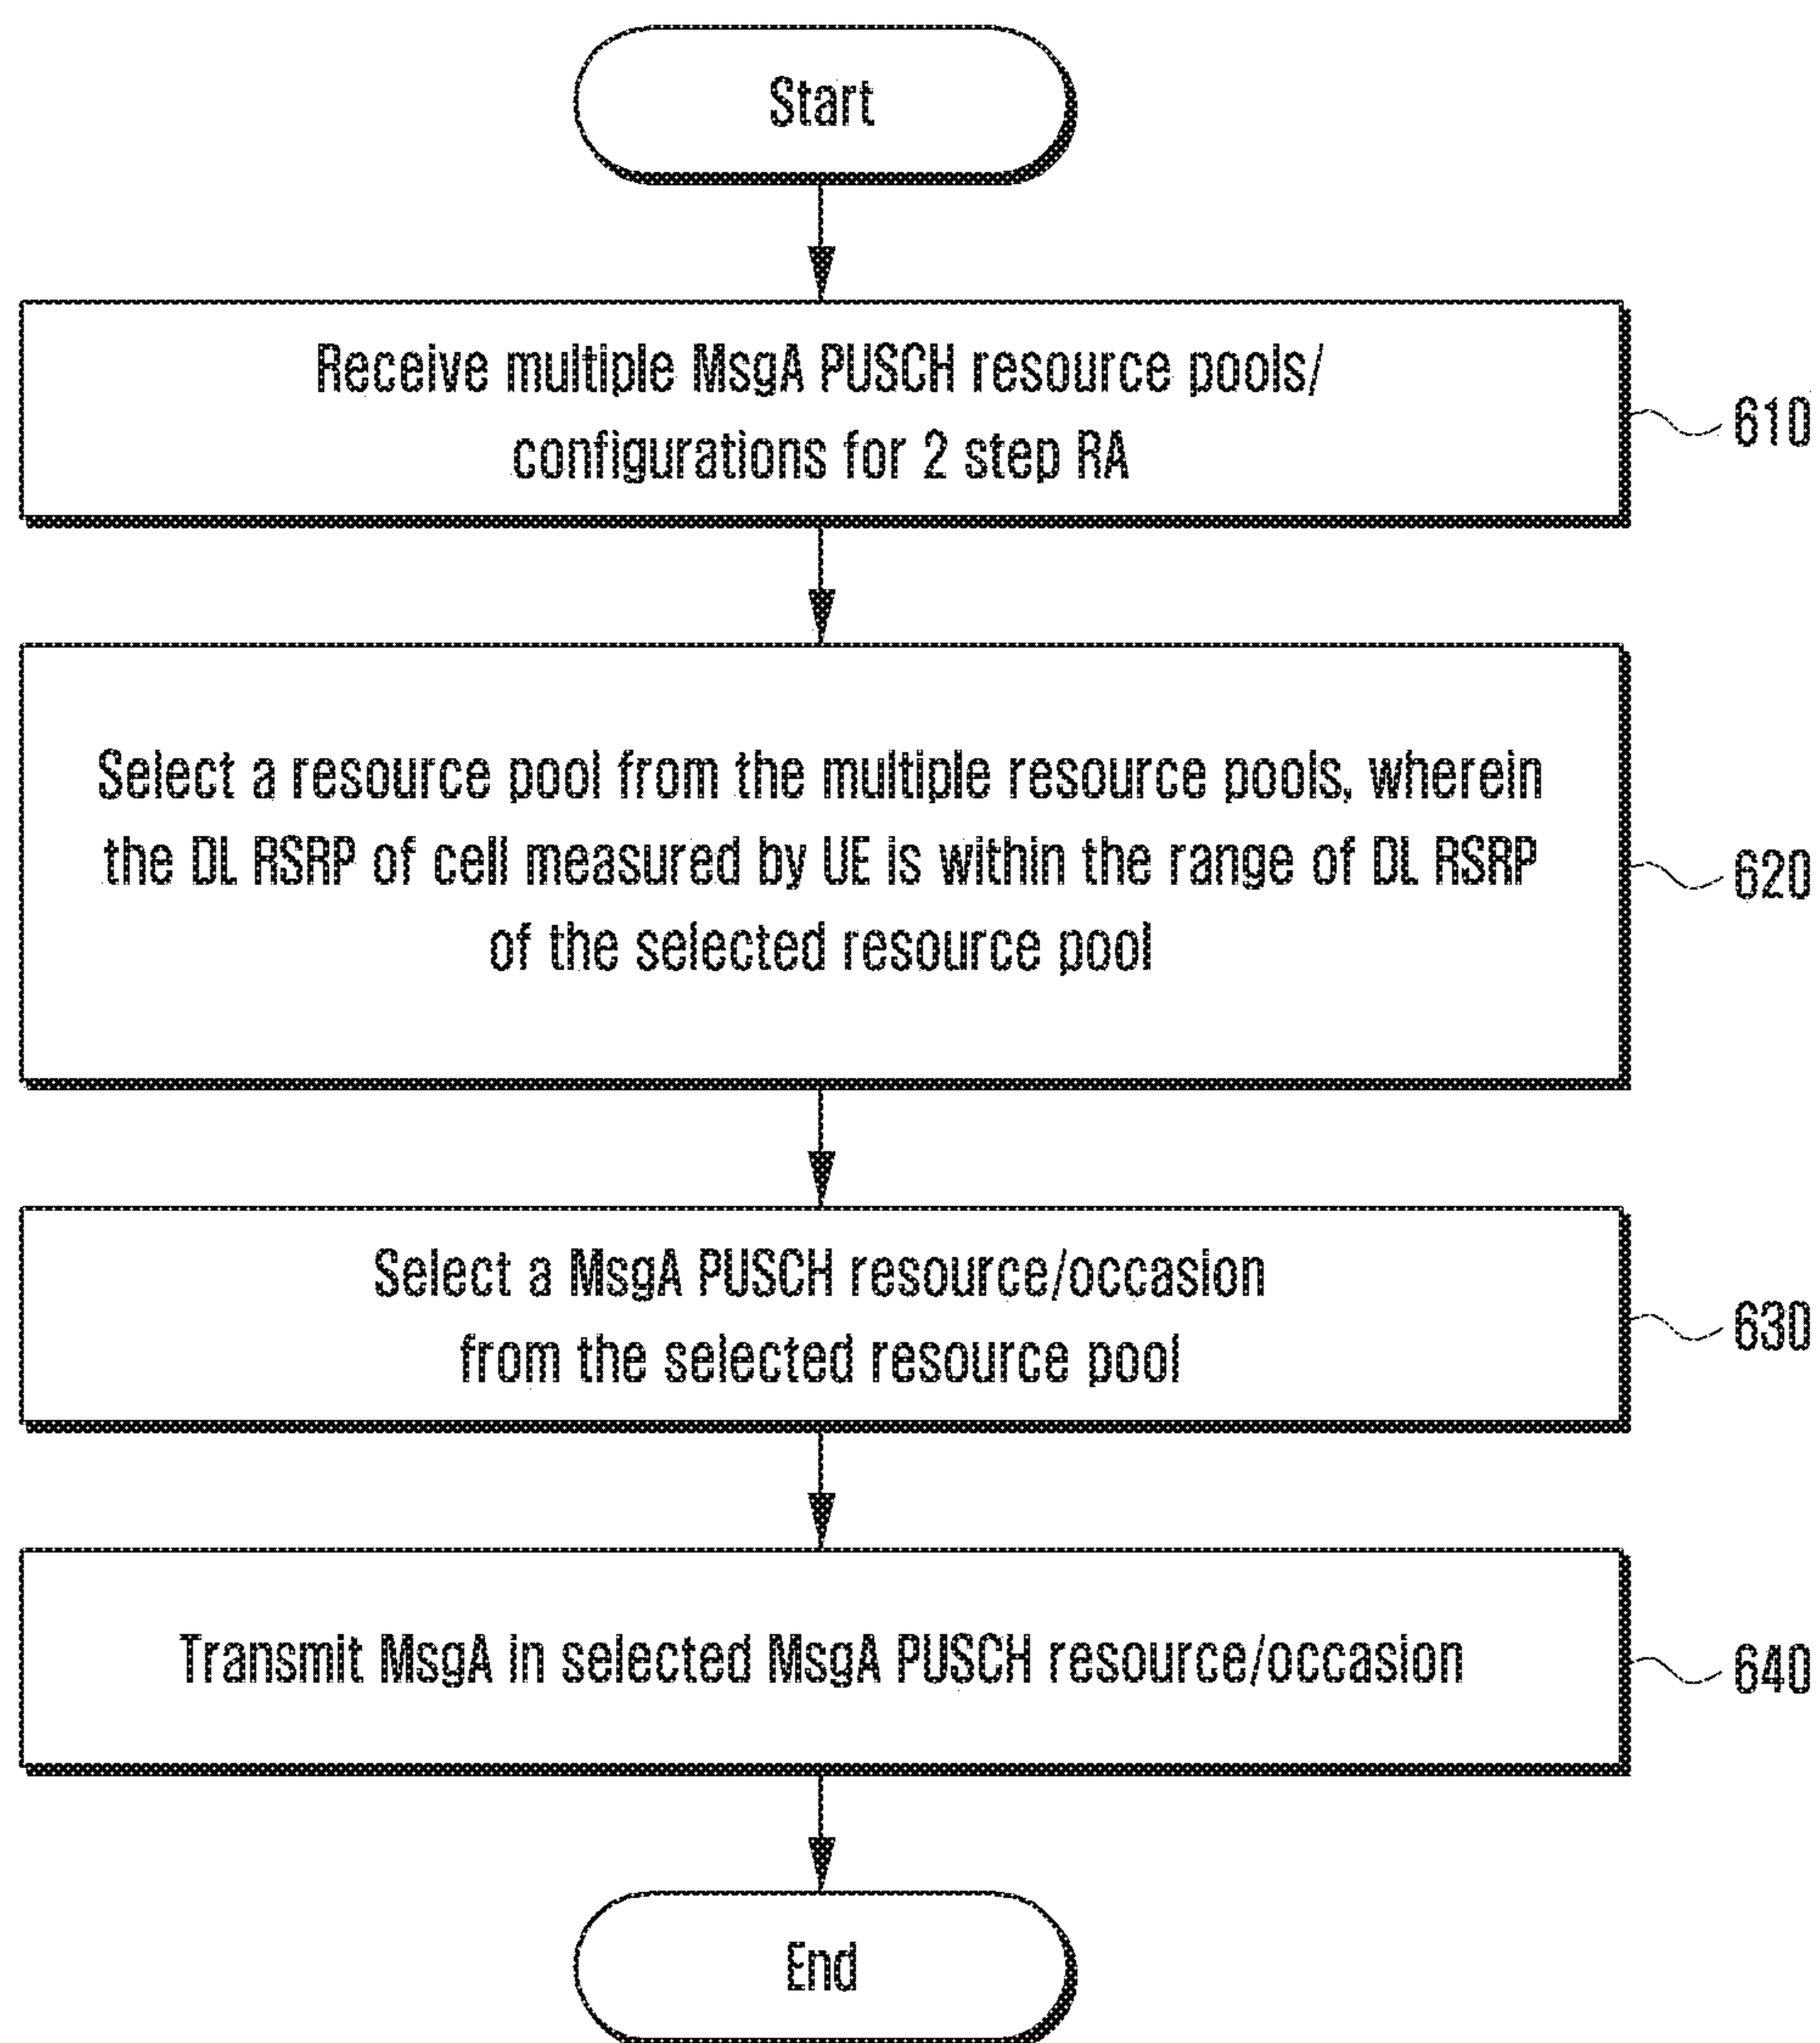 Start
Receive multiple MsgA PUSCH resource pools/
configurations for 2 step RA
610
Select a resource pool from the multiple resource pools, wherein
the DL RSRP of cell measured by UE is within the range of DL RSRP
of the selected resource pool
620
Select a MsgA PUSCH resource/occasion
from the selected resource pool
630
Transmit MsgA in selected MsgA PUSCH resource/occasion
640
End